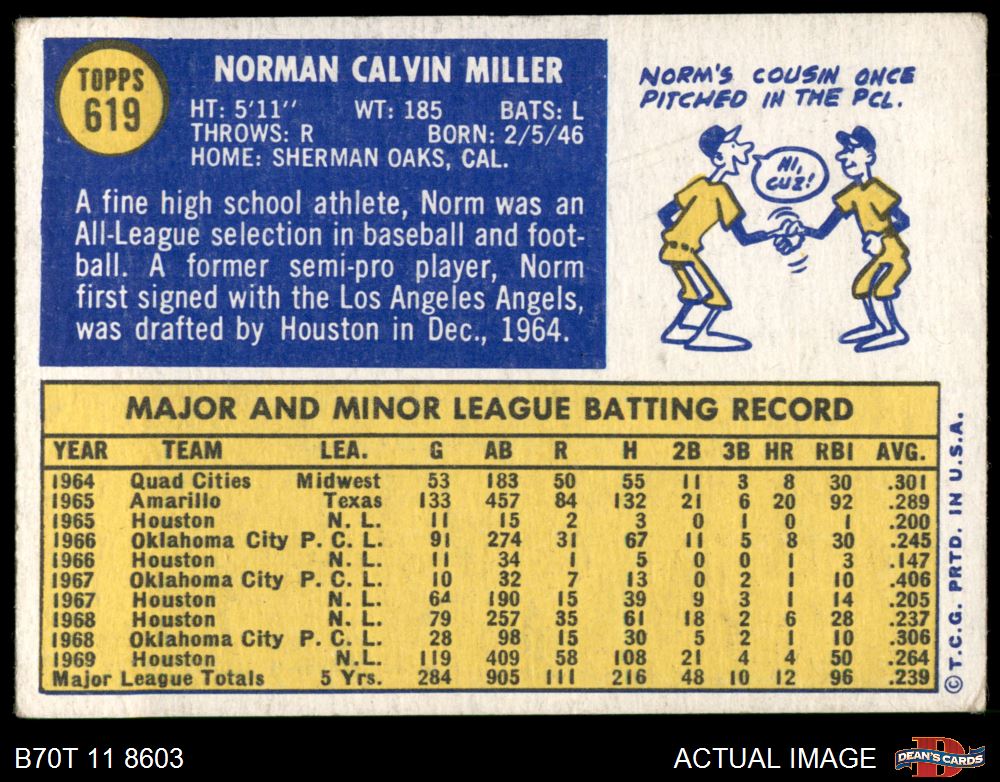 TOPPS
619
NORMAN CALVIN MILLER
HT: 5'11" WT: 185 BATS: L
THROWS: R BORN: 2/5/46
HOME: SHERMAN OAKS, CAL.
A fine high school athlete, Norm was an
All-League selection in baseball and foot-
ball. A former semi-pro player, Norm
first signed with the Los Angeles Angels,
was drafted by Houston in Dec., 1964.
NORM'S COUSIN ONCE
PITCHED IN THE PCL.
HI,
CUZ!
MAJOR AND MINOR LEAGUE BATTING RECORD
YEAR TEAM LEA. G AB R H 2B 3B HR RBI AVG.
1964 Quad Cities Midwest 53 183 50 55 11 3 8 30 .301
1965 Amarillo Texas 133 457 84 132 21 6 20 92 .289
1965 Houston N. L. 11 15 2 3 0 1 0 1 .200
1966 Oklahoma City P. C. L. 91 274 31 67 11 5 8 30 .245
1966 Houston N. L. 11 34 1 5 0 0 1 3 .147
1967 Oklahoma City P. C. L. 10 32 7 13 0 2 1 10 .406
1967 Houston N. L. 64 190 15 39 9 3 1 14 .205
1968 Houston N. L. 79 257 35 61 18 2 6 28 .237
1968 Oklahoma City P. C. L. 28 98 15 30 5 2 1 10 .306
1969 Houston N.L. 119 409 58 108 21 4 4 50 .264
Major League Totals 5 Yrs. 284 905 111 216 48 10 12 96 .239
© T.C.G. PRTD. IN U.S.A.
B70T 11 8603
ACTUAL IMAGE
D
DEAN'S CARDS